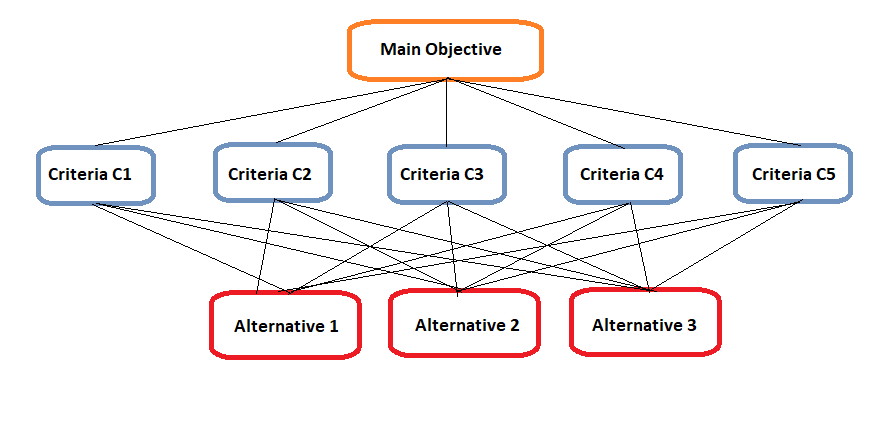 Main Objective
Criteria C1
Criteria C2
Criteria C3
Criteria C4
Criteria C5
Alternative 1
Alternative 2
Alternative 3